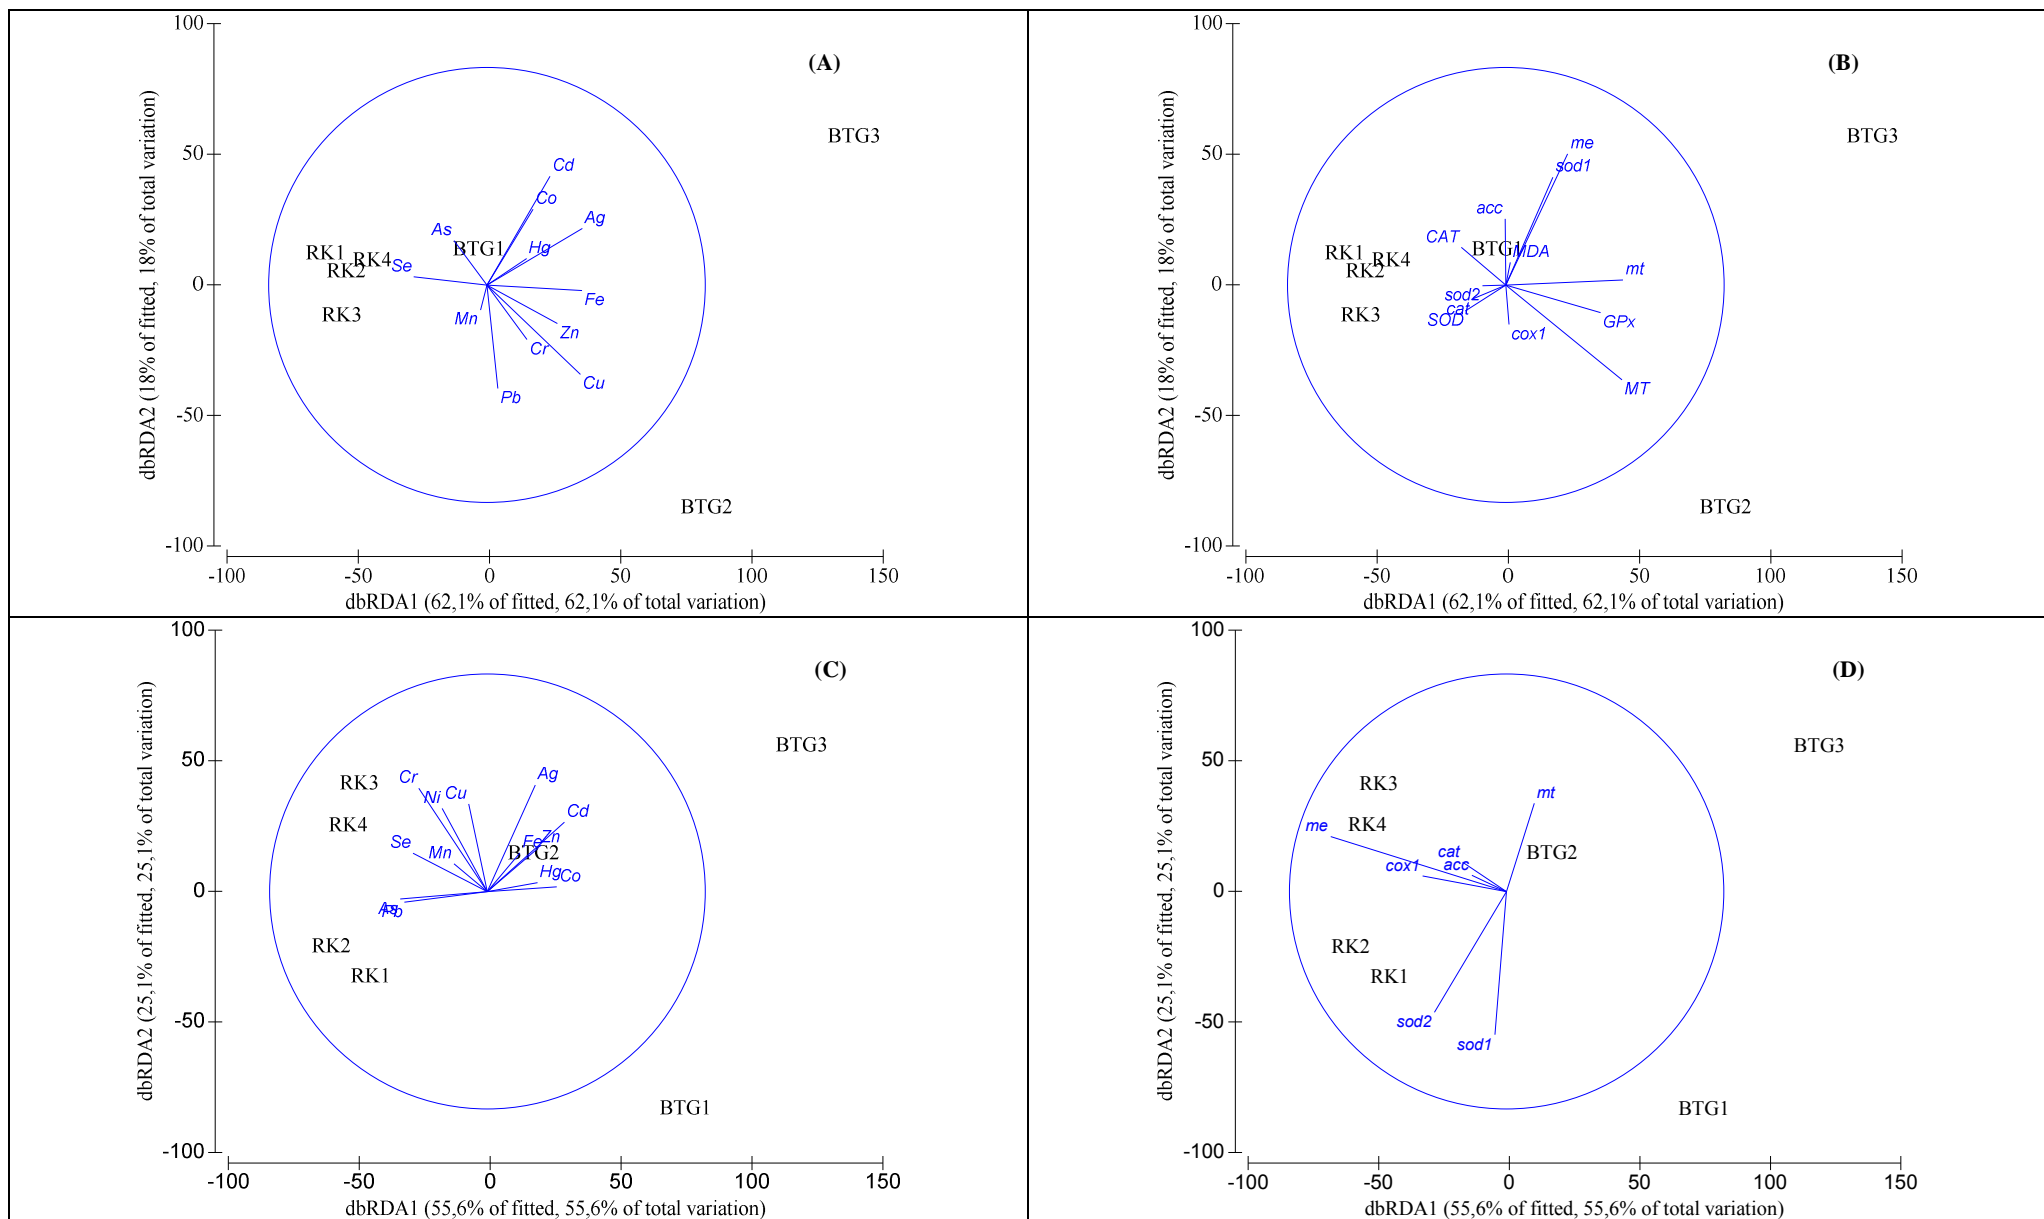 (A)
100
50
0
-50
-100
-100
-50
0
50
100
150
dbRDA2 (18% of fitted, 18% of total variation)
dbRDA1 (62,1% of fitted, 62,1% of total variation)
BTG3
Cd
Co
Ag
As
BTG1
Hg
RK1
RK4
RK2
Se
Fe
RK3
Mn
Zn
Cr
Cu
Pb
BTG2
(B)
100
50
0
-50
-100
-100
-50
0
50
100
150
dbRDA2 (18% of fitted, 18% of total variation)
dbRDA1 (62,1% of fitted, 62,1% of total variation)
BTG3
me
sod1
acc
CAT
BTG1
MDA
RK1
RK4
RK2
mt
sod2
cat
SOD
RK3
GPx
cox1
MT
BTG2
(C)
100
50
0
-50
-100
-100
-50
0
50
100
150
dbRDA2 (25,1% of fitted, 25,1% of total variation)
dbRDA1 (55,6% of fitted, 55,6% of total variation)
BTG3
RK3
Cr
Ni
Cu
Ag
Cd
RK4
Se
Mn
Fe
Zn
BTG2
Hg
Co
As
Pb
RK2
RK1
BTG1
(D)
100
50
0
-50
-100
-100
-50
0
50
100
150
dbRDA2 (25,1% of fitted, 25,1% of total variation)
dbRDA1 (55,6% of fitted, 55,6% of total variation)
BTG3
RK3
mt
me
RK4
cat
BTG2
cox1
acc
RK2
RK1
sod2
sod1
BTG1